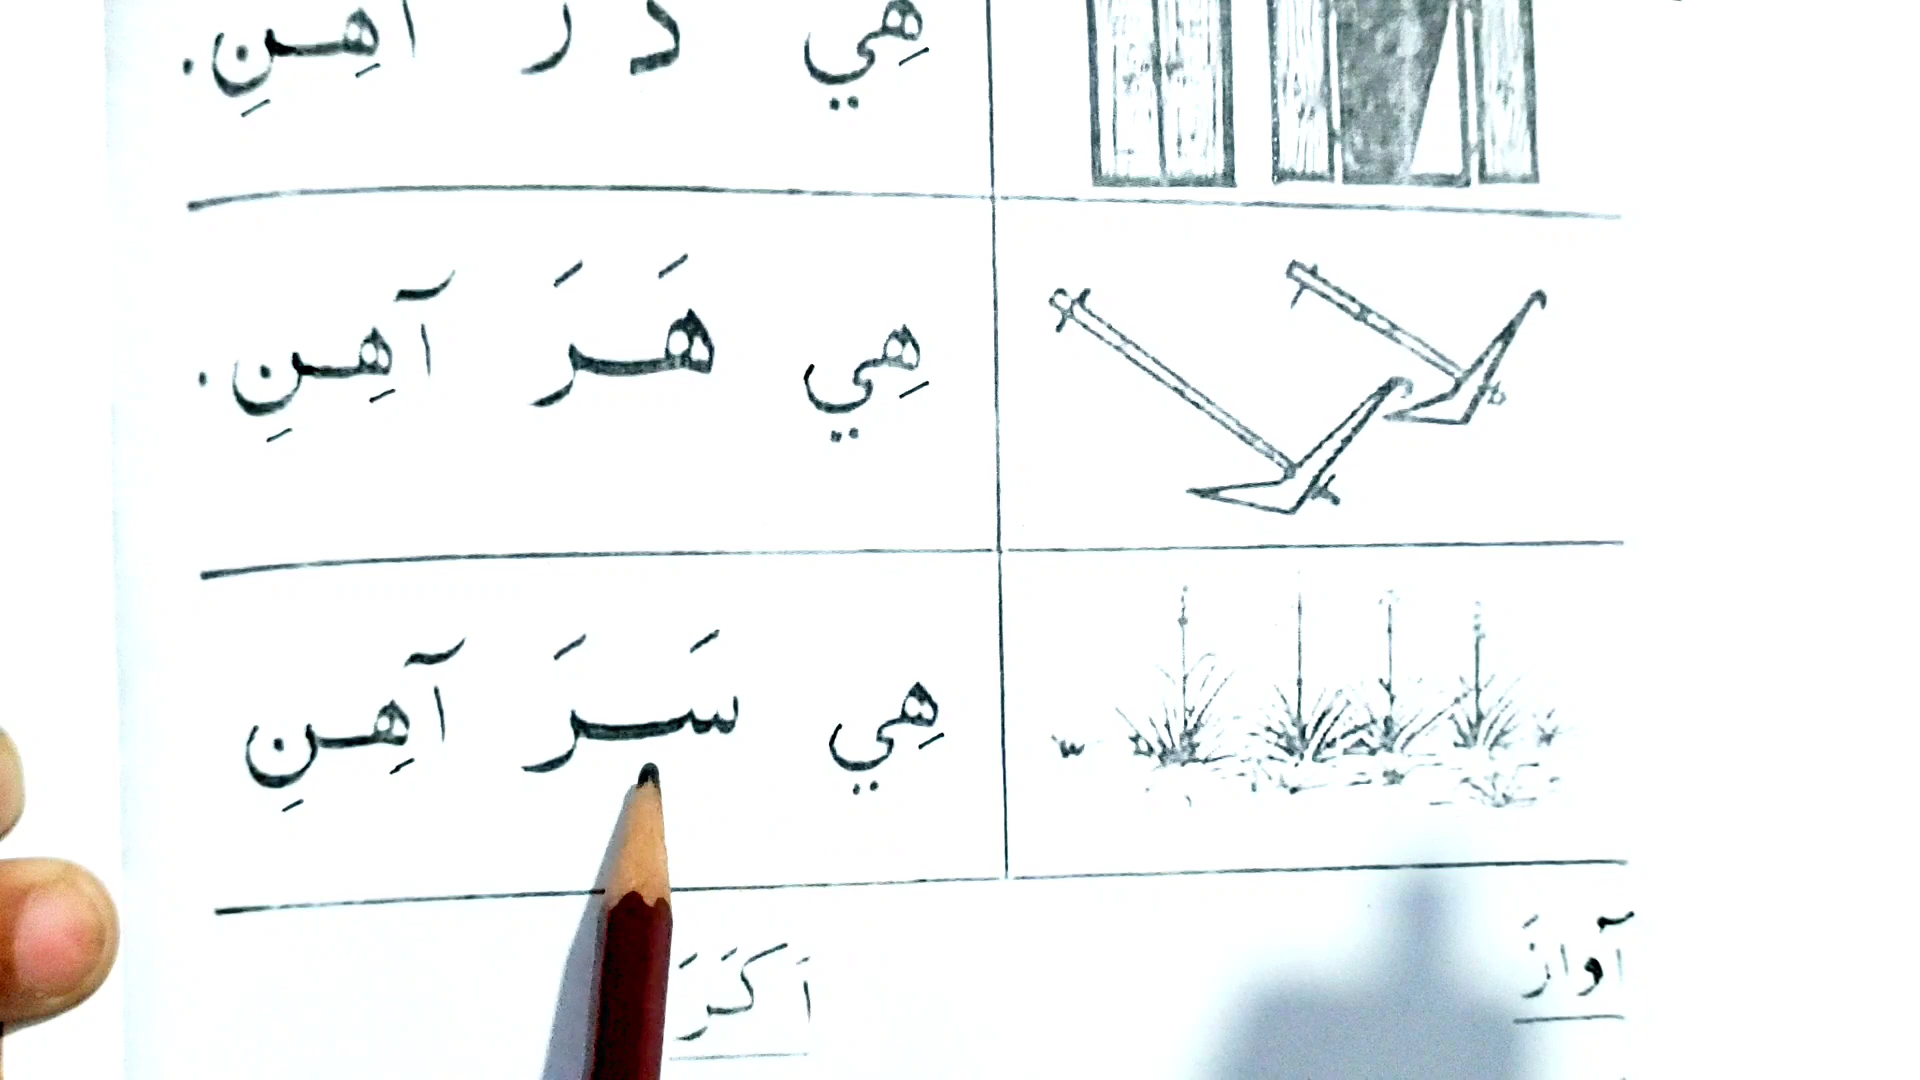 هِي دَ رَ آهِنِ.
هِي هَرَ آهِنِ.
هِي سَرَ آهِنِ
آوازَ
اَکَرَ